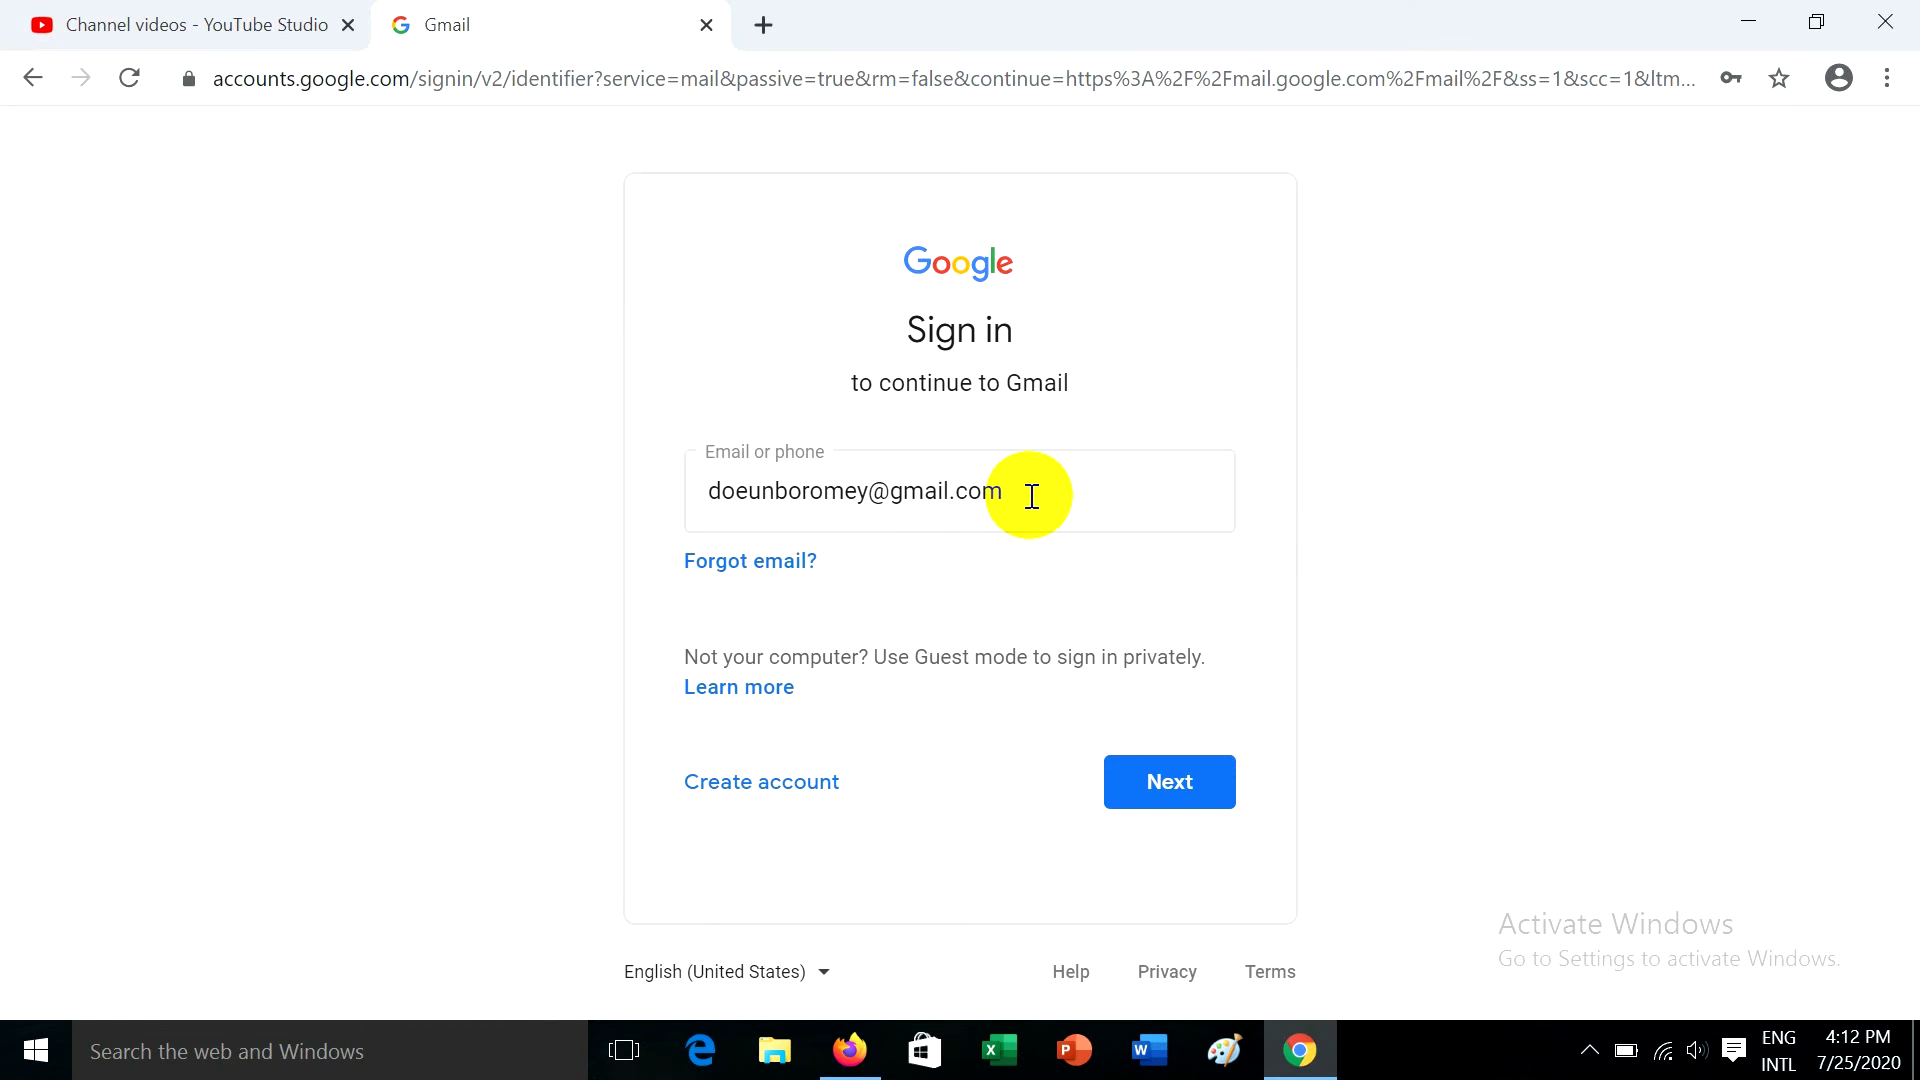 Channel videos - YouTube Studio
Gmail
accounts.google.com/signin/v2/identifier?service=mail&passive=true&rm=false&continue=https%3A%2F%2Fmail.google.com%2Fmail%2F&ss=1&scc=1&ltm...
Google
Sign in
to continue to Gmail
Email or phone
doeunboromey@gmail.com
Forgot email?
Not your computer? Use Guest mode to sign in privately.
Learn more
Create account
Next
Activate Windows
Go to Settings to activate Windows.
English (United States)
Help
Privacy
Terms
Search the web and Windows
ENG
INTL
4:12 PM
7/25/2020